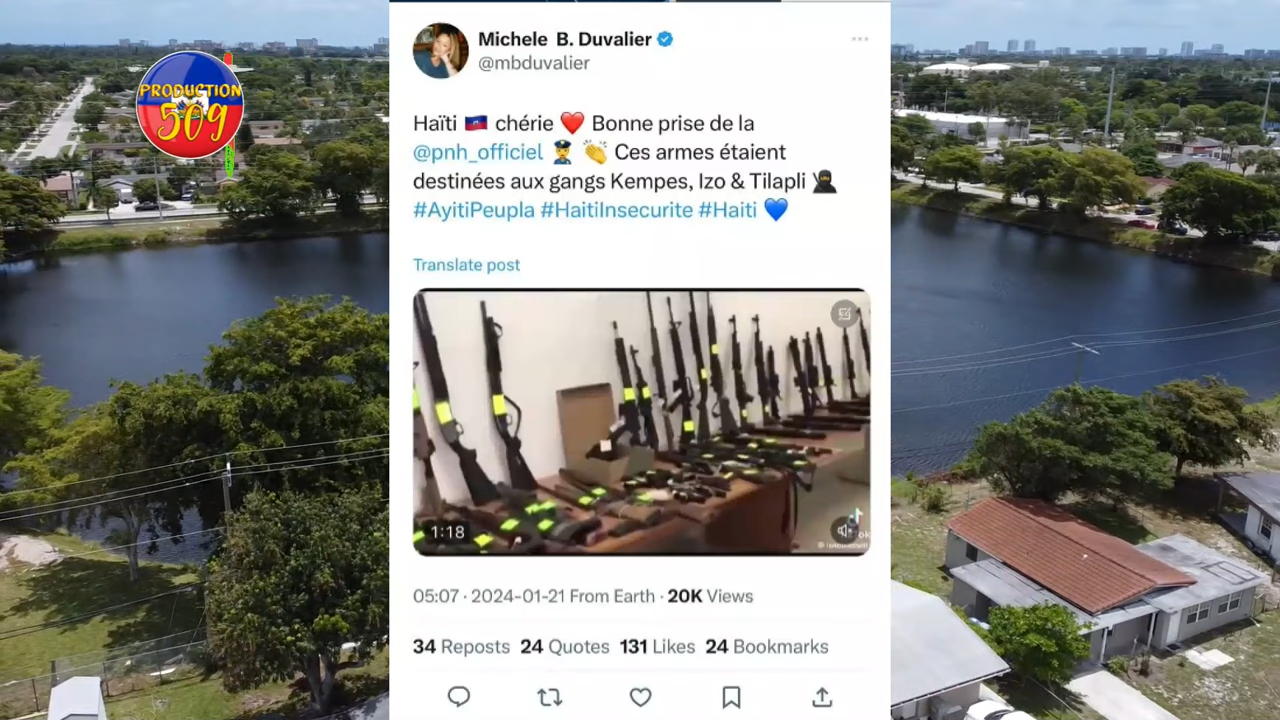 PRODUCTION
509
Michele B. Duvalier
@mbduvalier
Haïti 🇭🇹 chérie ❤️ Bonne prise de la
@pnh_officiel 👮 👏 Ces armes étaient
destinées aux gangs Kempes, Izo & Tilapli 🥷
#AyitiPeupla #HaitiInsecurite #Haiti 💙
Translate post
1:18
05:07 · 2024-01-21 From Earth · 20K Views
34 Reposts 24 Quotes 131 Likes 24 Bookmarks